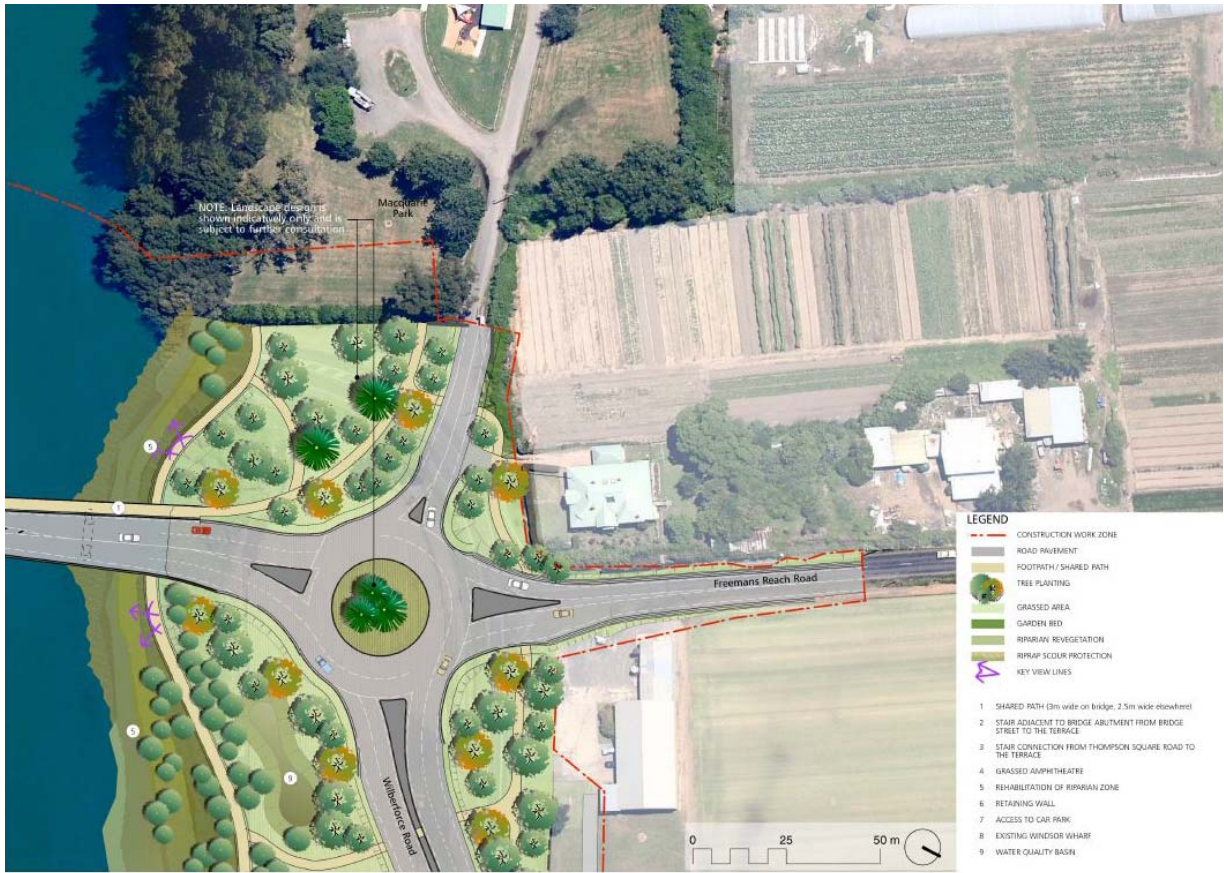 NOTE: Landscape design is
shown indicatively only and is
subject to further consultation
Macquarie
Park
5
1
5
9
Freemans Reach Road
Wilberforce Road
LEGEND
CONSTRUCTION WORK ZONE
ROAD PAVEMENT
FOOTPATH / SHARED PATH
TREE PLANTING
GRASSED AREA
GARDEN BED
RIPARIAN REVEGETATION
RIPRAP SCOUR PROTECTION
KEY VIEW LINES
1 SHARED PATH (3m wide on bridge, 2.5m wide elsewhere)
2 STAIR ADJACENT TO BRIDGE ABUTMENT FROM BRIDGE
STREET TO THE TERRACE
3 STAIR CONNECTION FROM THOMPSON SQUARE ROAD TO
THE TERRACE
4 GRASSED AMPHITHEATRE
5 REHABILITATION OF RIPARIAN ZONE
6 RETAINING WALL
7 ACCESS TO CAR PARK
8 EXISTING WINDSOR WHARF
9 WATER QUALITY BASIN
0 25 50 m